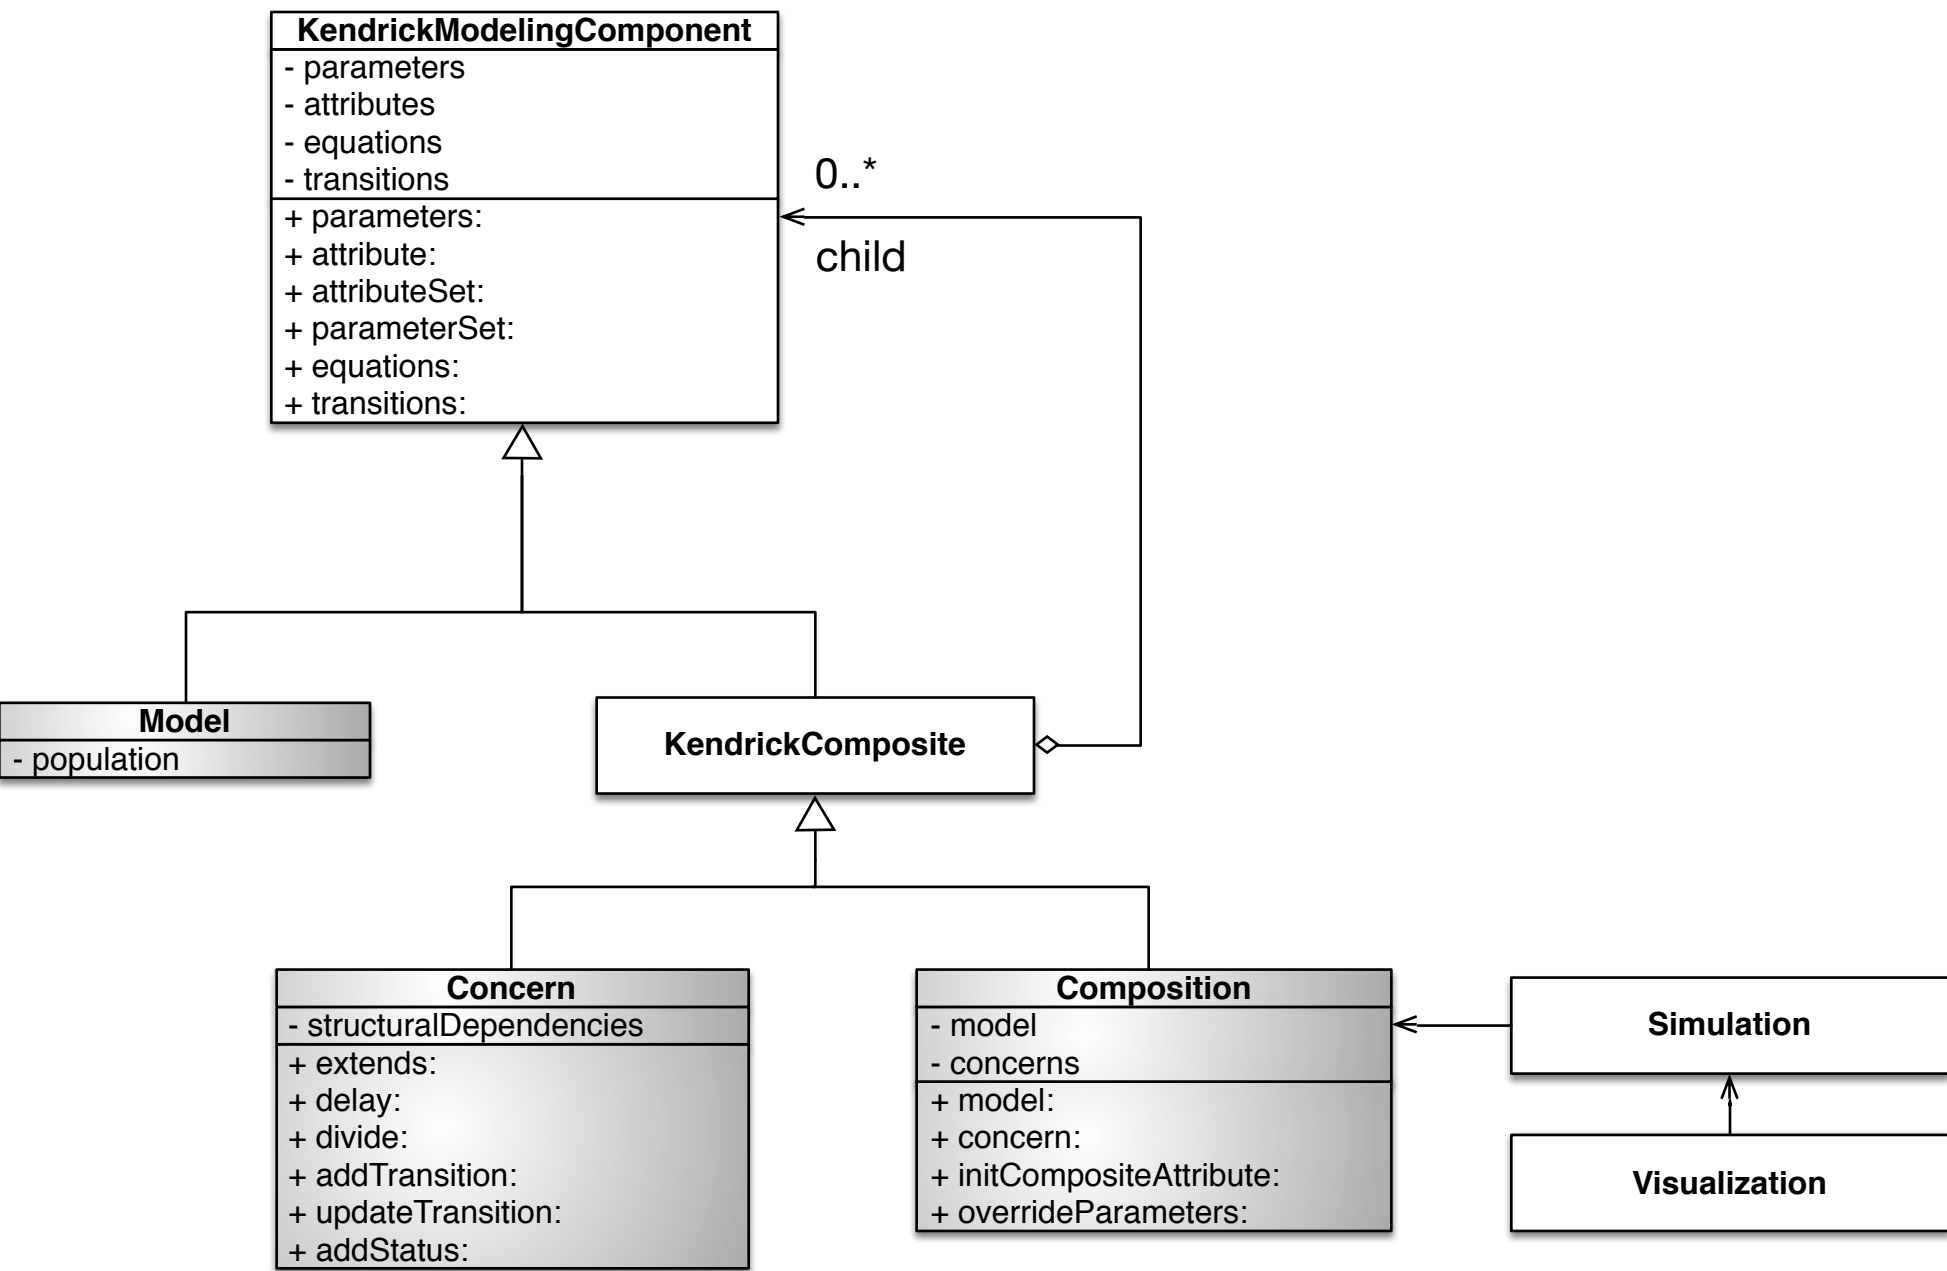 KendrickModelingComponent
- parameters
- attributes
- equations
- transitions
+ parameters:
+ attribute:
+ attributeSet:
+ parameterSet:
+ equations:
+ transitions:
0..*
child
Model
- population
KendrickComposite
Concern
- structuralDependencies
+ extends:
+ delay:
+ divide:
+ addTransition:
+ updateTransition:
+ addStatus:
Composition
- model
- concerns
+ model:
+ concern:
+ initCompositeAttribute:
+ overrideParameters:
Simulation
Visualization